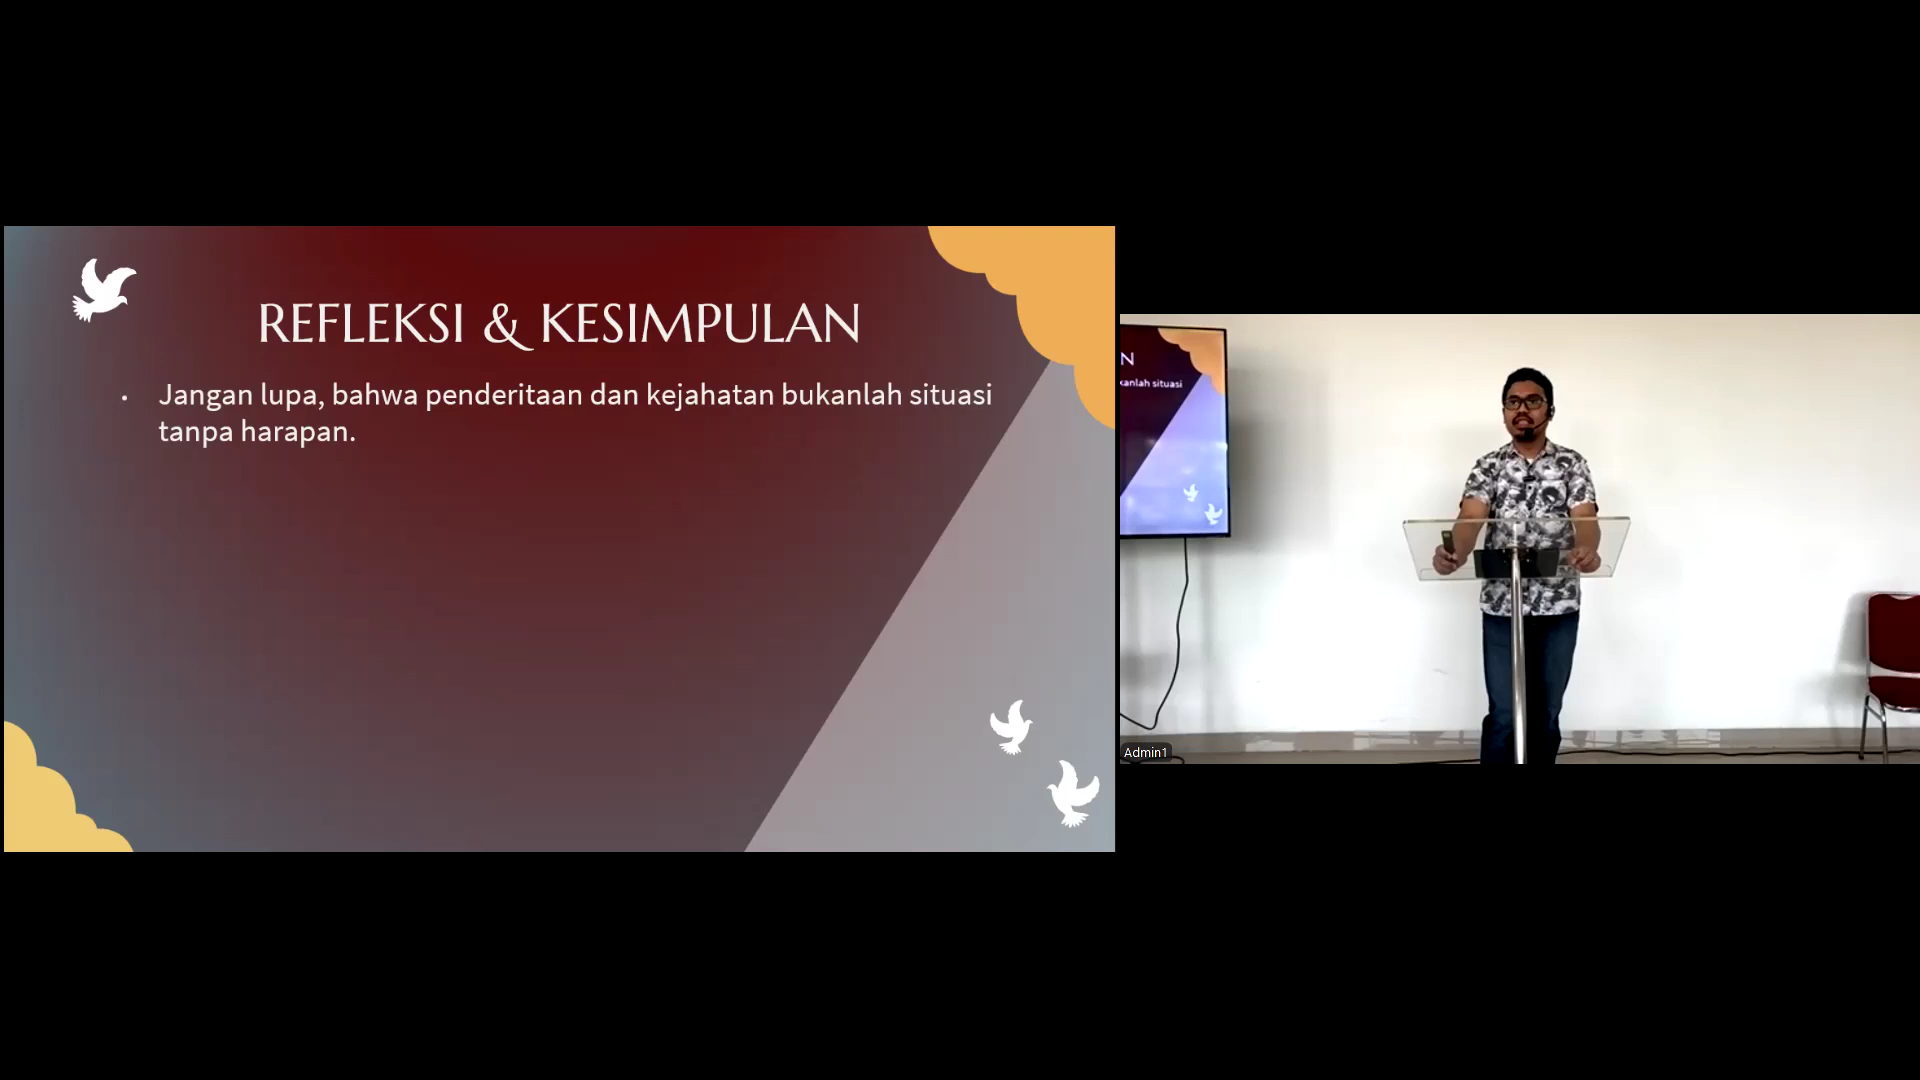 REFLEKSI & KESIMPULAN
• Jangan lupa, bahwa penderitaan dan kejahatan bukanlah situasi
tanpa harapan.
N
kanlah situasi
Admin1